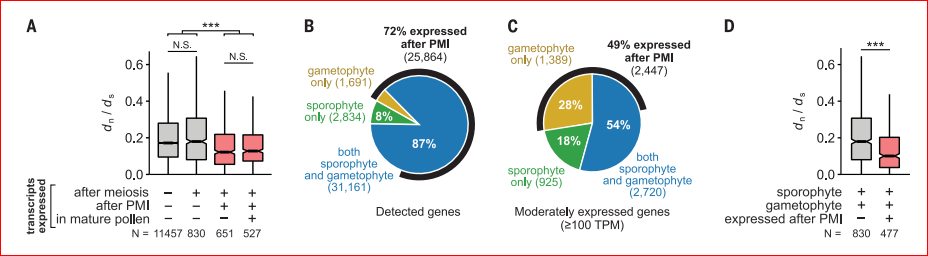 A
***
N.S.
N.S.
dn / ds
0,6
0,4
0,2
0,0
transcripts
expressed
after meiosis − + + +
after PMI − − + +
in mature pollen − − − +
N = 11457 830 651 527
B
72% expressed
after PMI
(25,864)
gametophyte
only (1,691)
sporophyte
only (2,834)
8%
87%
both
sporophyte
and gametophyte
(31,161)
Detected genes
C
gametophyte
only (1,389)
49% expressed
after PMI
(2,447)
28%
54%
18%
sporophyte
only (925)
both
sporophyte
and gametophyte
(2,720)
Moderately expressed genes
(≥100 TPM)
D
***
dn / ds
0,6
0,4
0,2
0,0
sporophyte + +
gametophyte + +
expressed after PMI − +
N = 830 477